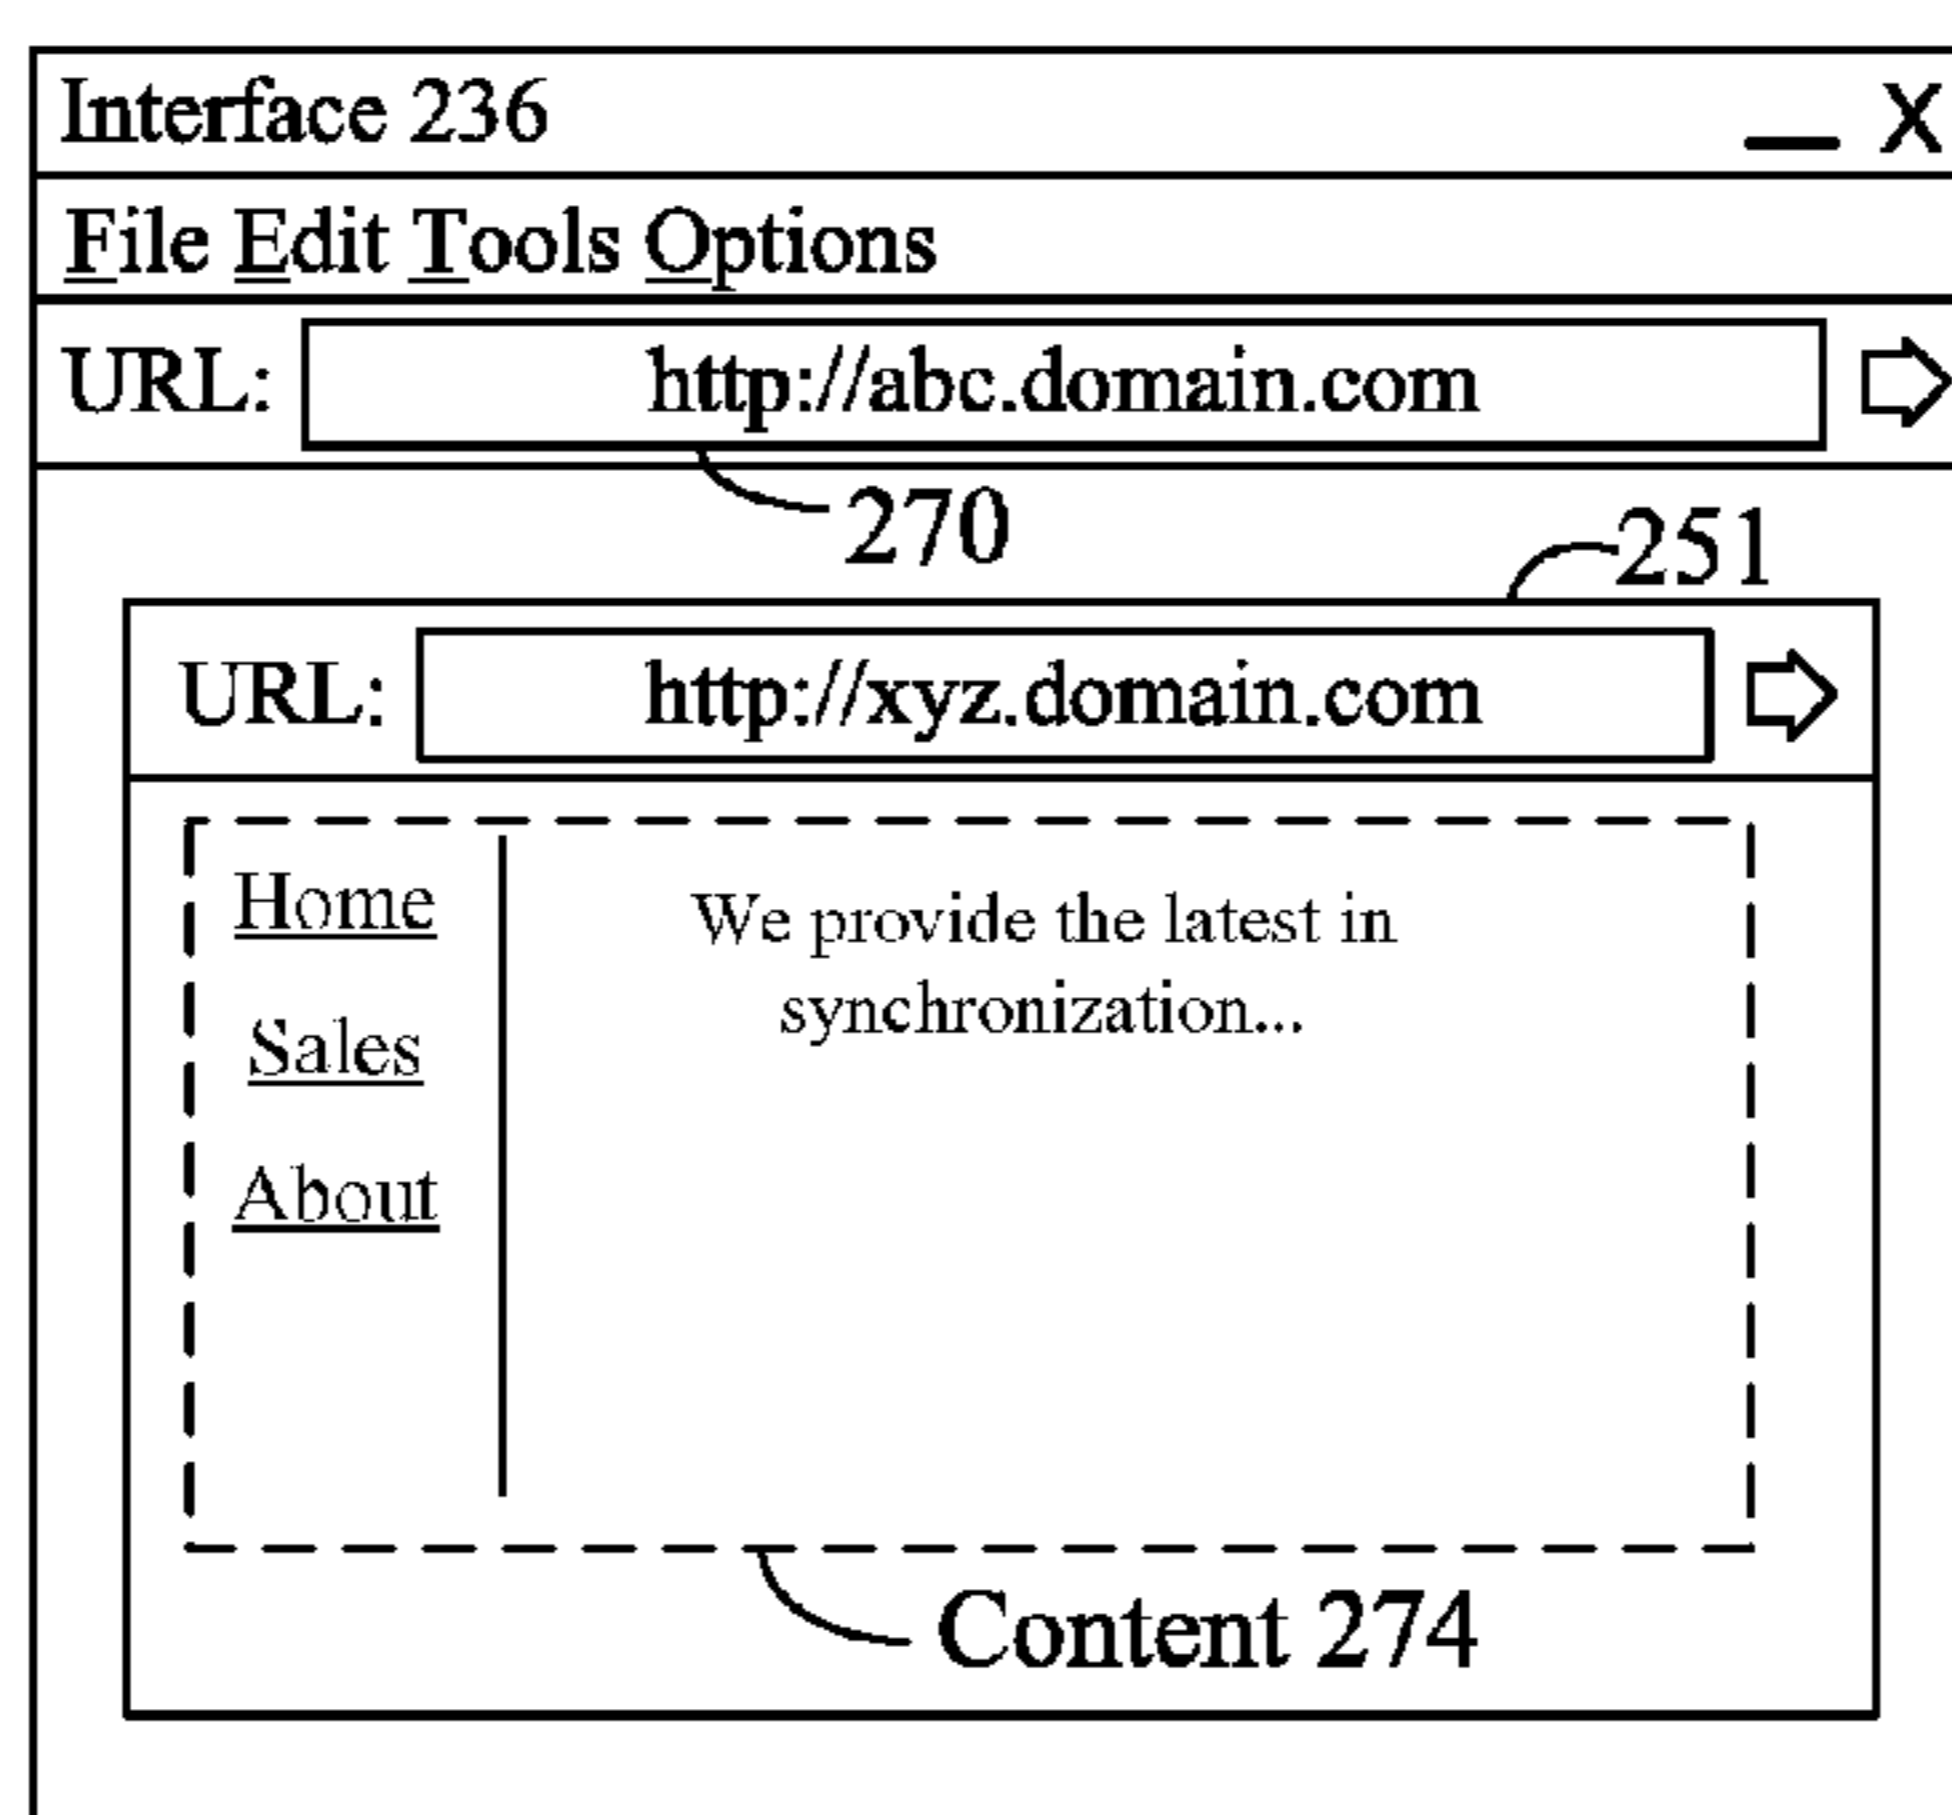 Interface 236 _ X
File Edit Tools Options
URL: http://abc.domain.com
270
251
URL: http://xyz.domain.com
Home
Sales
About
We provide the latest in
synchronization...
Content 274